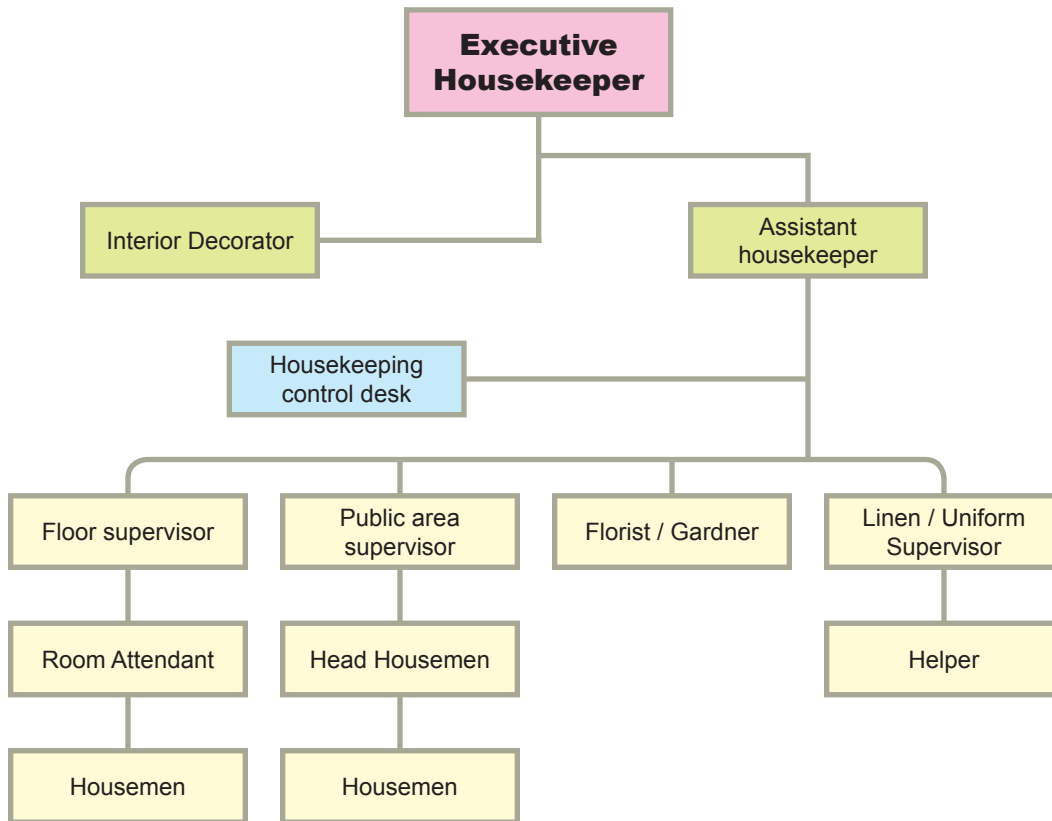 Executive
Housekeeper
Interior Decorator
Assistant
housekeeper
Housekeeping
control desk
Floor supervisor
Public area
supervisor
Florist / Gardner
Linen / Uniform
Supervisor
Room Attendant
Head Housemen
Helper
Housemen
Housemen